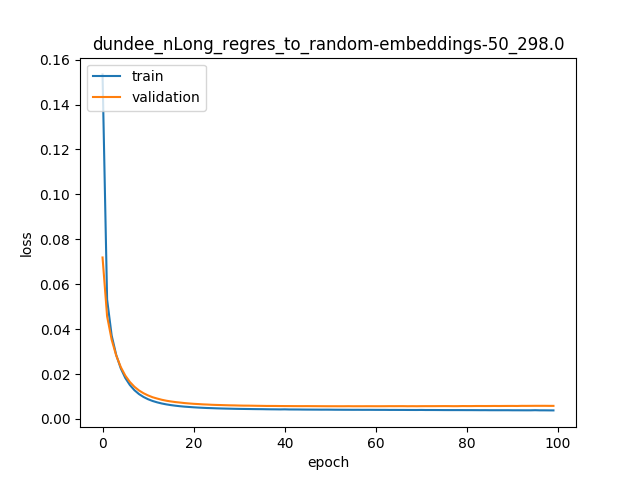 dundee_nLong_regres_to_random-embeddings-50_298.0
train
validation
loss
0.16
0.14
0.12
0.10
0.08
0.06
0.04
0.02
0.00
0 20 40 60 80 100
epoch